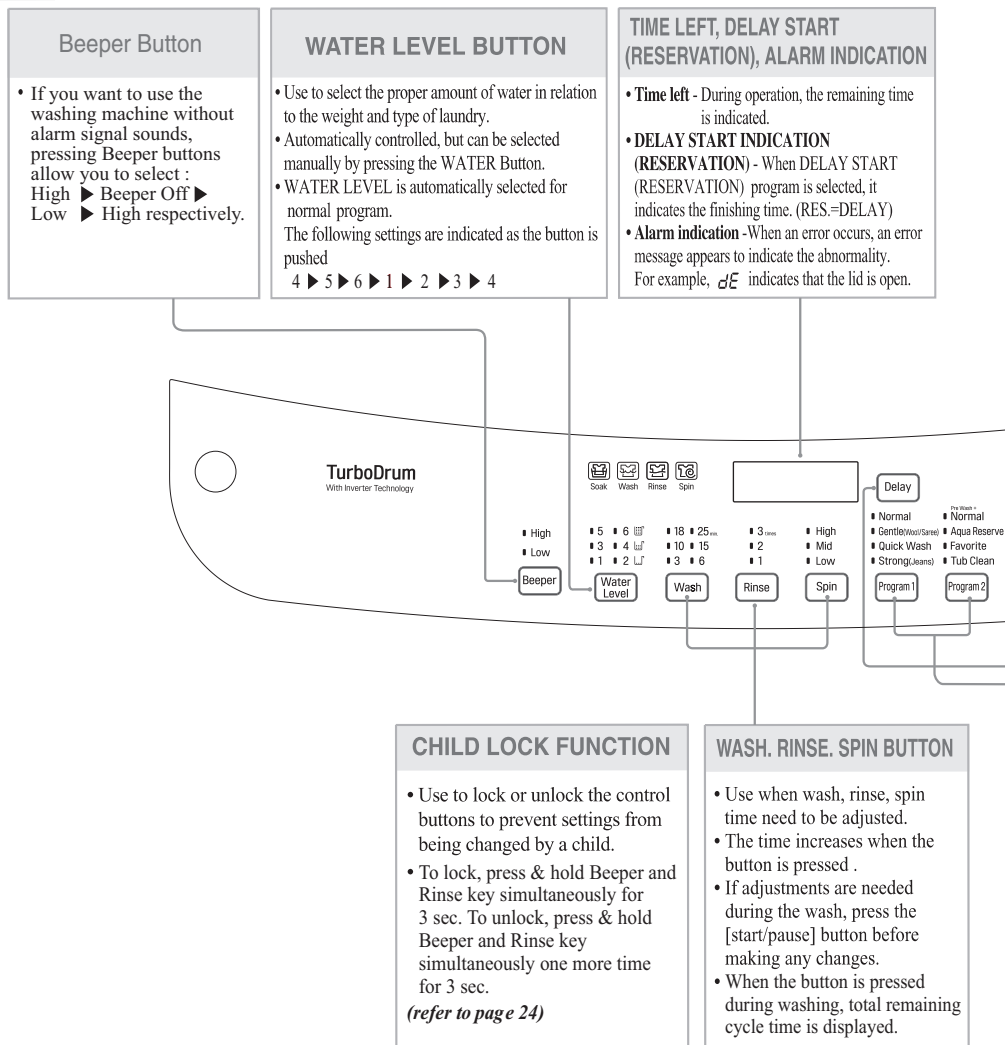 Beeper Button
• If you want to use the
washing machine without
alarm signal sounds,
pressing Beeper buttons
allow you to select :
High ▶ Beeper Off ▶
Low ▶ High respectively.
WATER LEVEL BUTTON
• Use to select the proper amount of water in relation
to the weight and type of laundry.
• Automatically controlled, but can be selected
manually by pressing the WATER Button.
• WATER LEVEL is automatically selected for
normal program.
The following settings are indicated as the button is
pushed
4 ▶ 5 ▶ 6 ▶ 1 ▶ 2 ▶ 3 ▶ 4
TIME LEFT, DELAY START
(RESERVATION), ALARM INDICATION
• Time left - During operation, the remaining time
is indicated.
• DELAY START INDICATION
(RESERVATION) - When DELAY START
(RESERVATION) program is selected, it
indicates the finishing time. (RES.=DELAY)
• Alarm indication -When an error occurs, an error
message appears to indicate the abnormality.
For example, dE indicates that the lid is open.
TurboDrum
With Inverter Technology
High
Low
Beeper
Soak Wash Rinse Spin
5 6
3 4
1 2
Water
Level
18 25 min.
10 15
3 6
Wash
3 times
2
1
Rinse
High
Mid
Low
Spin
Delay
Normal
Gentle(Wool/Saree)
Quick Wash
Strong(Jeans)
Program 1
Pre Wash +
Normal
Aqua Reserve
Favorite
Tub Clean
Program 2
CHILD LOCK FUNCTION
• Use to lock or unlock the control
buttons to prevent settings from
being changed by a child.
• To lock, press & hold Beeper and
Rinse key simultaneously for
3 sec. To unlock, press & hold
Beeper and Rinse key
simultaneously one more time
for 3 sec.
(refer to page 24)
WASH. RINSE. SPIN BUTTON
• Use when wash, rinse, spin
time need to be adjusted.
• The time increases when the
button is pressed .
• If adjustments are needed
during the wash, press the
[start/pause] button before
making any changes.
• When the button is pressed
during washing, total remaining
cycle time is displayed.